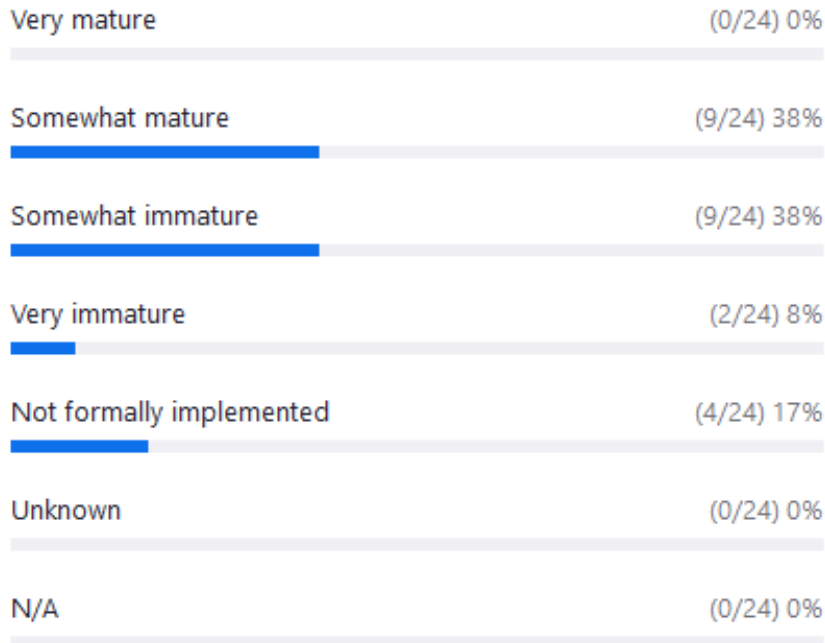 Very mature (0/24) 0%
Somewhat mature (9/24) 38%
Somewhat immature (9/24) 38%
Very immature (2/24) 8%
Not formally implemented (4/24) 17%
Unknown (0/24) 0%
N/A (0/24) 0%